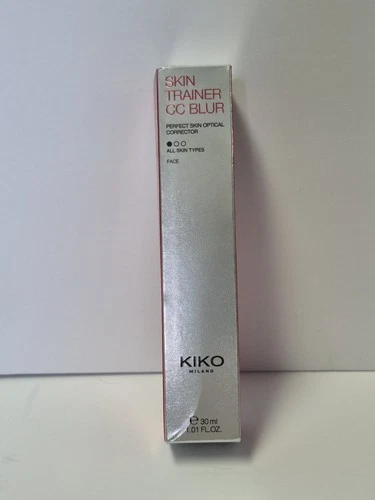 SKIN
TRAINER
CC BLUR
PERFECT SKIN OPTICAL
CORRECTOR
ALL SKIN TYPES
FACE
KIKO
MILANO
℮ 30 ml
1.01 FL.OZ.